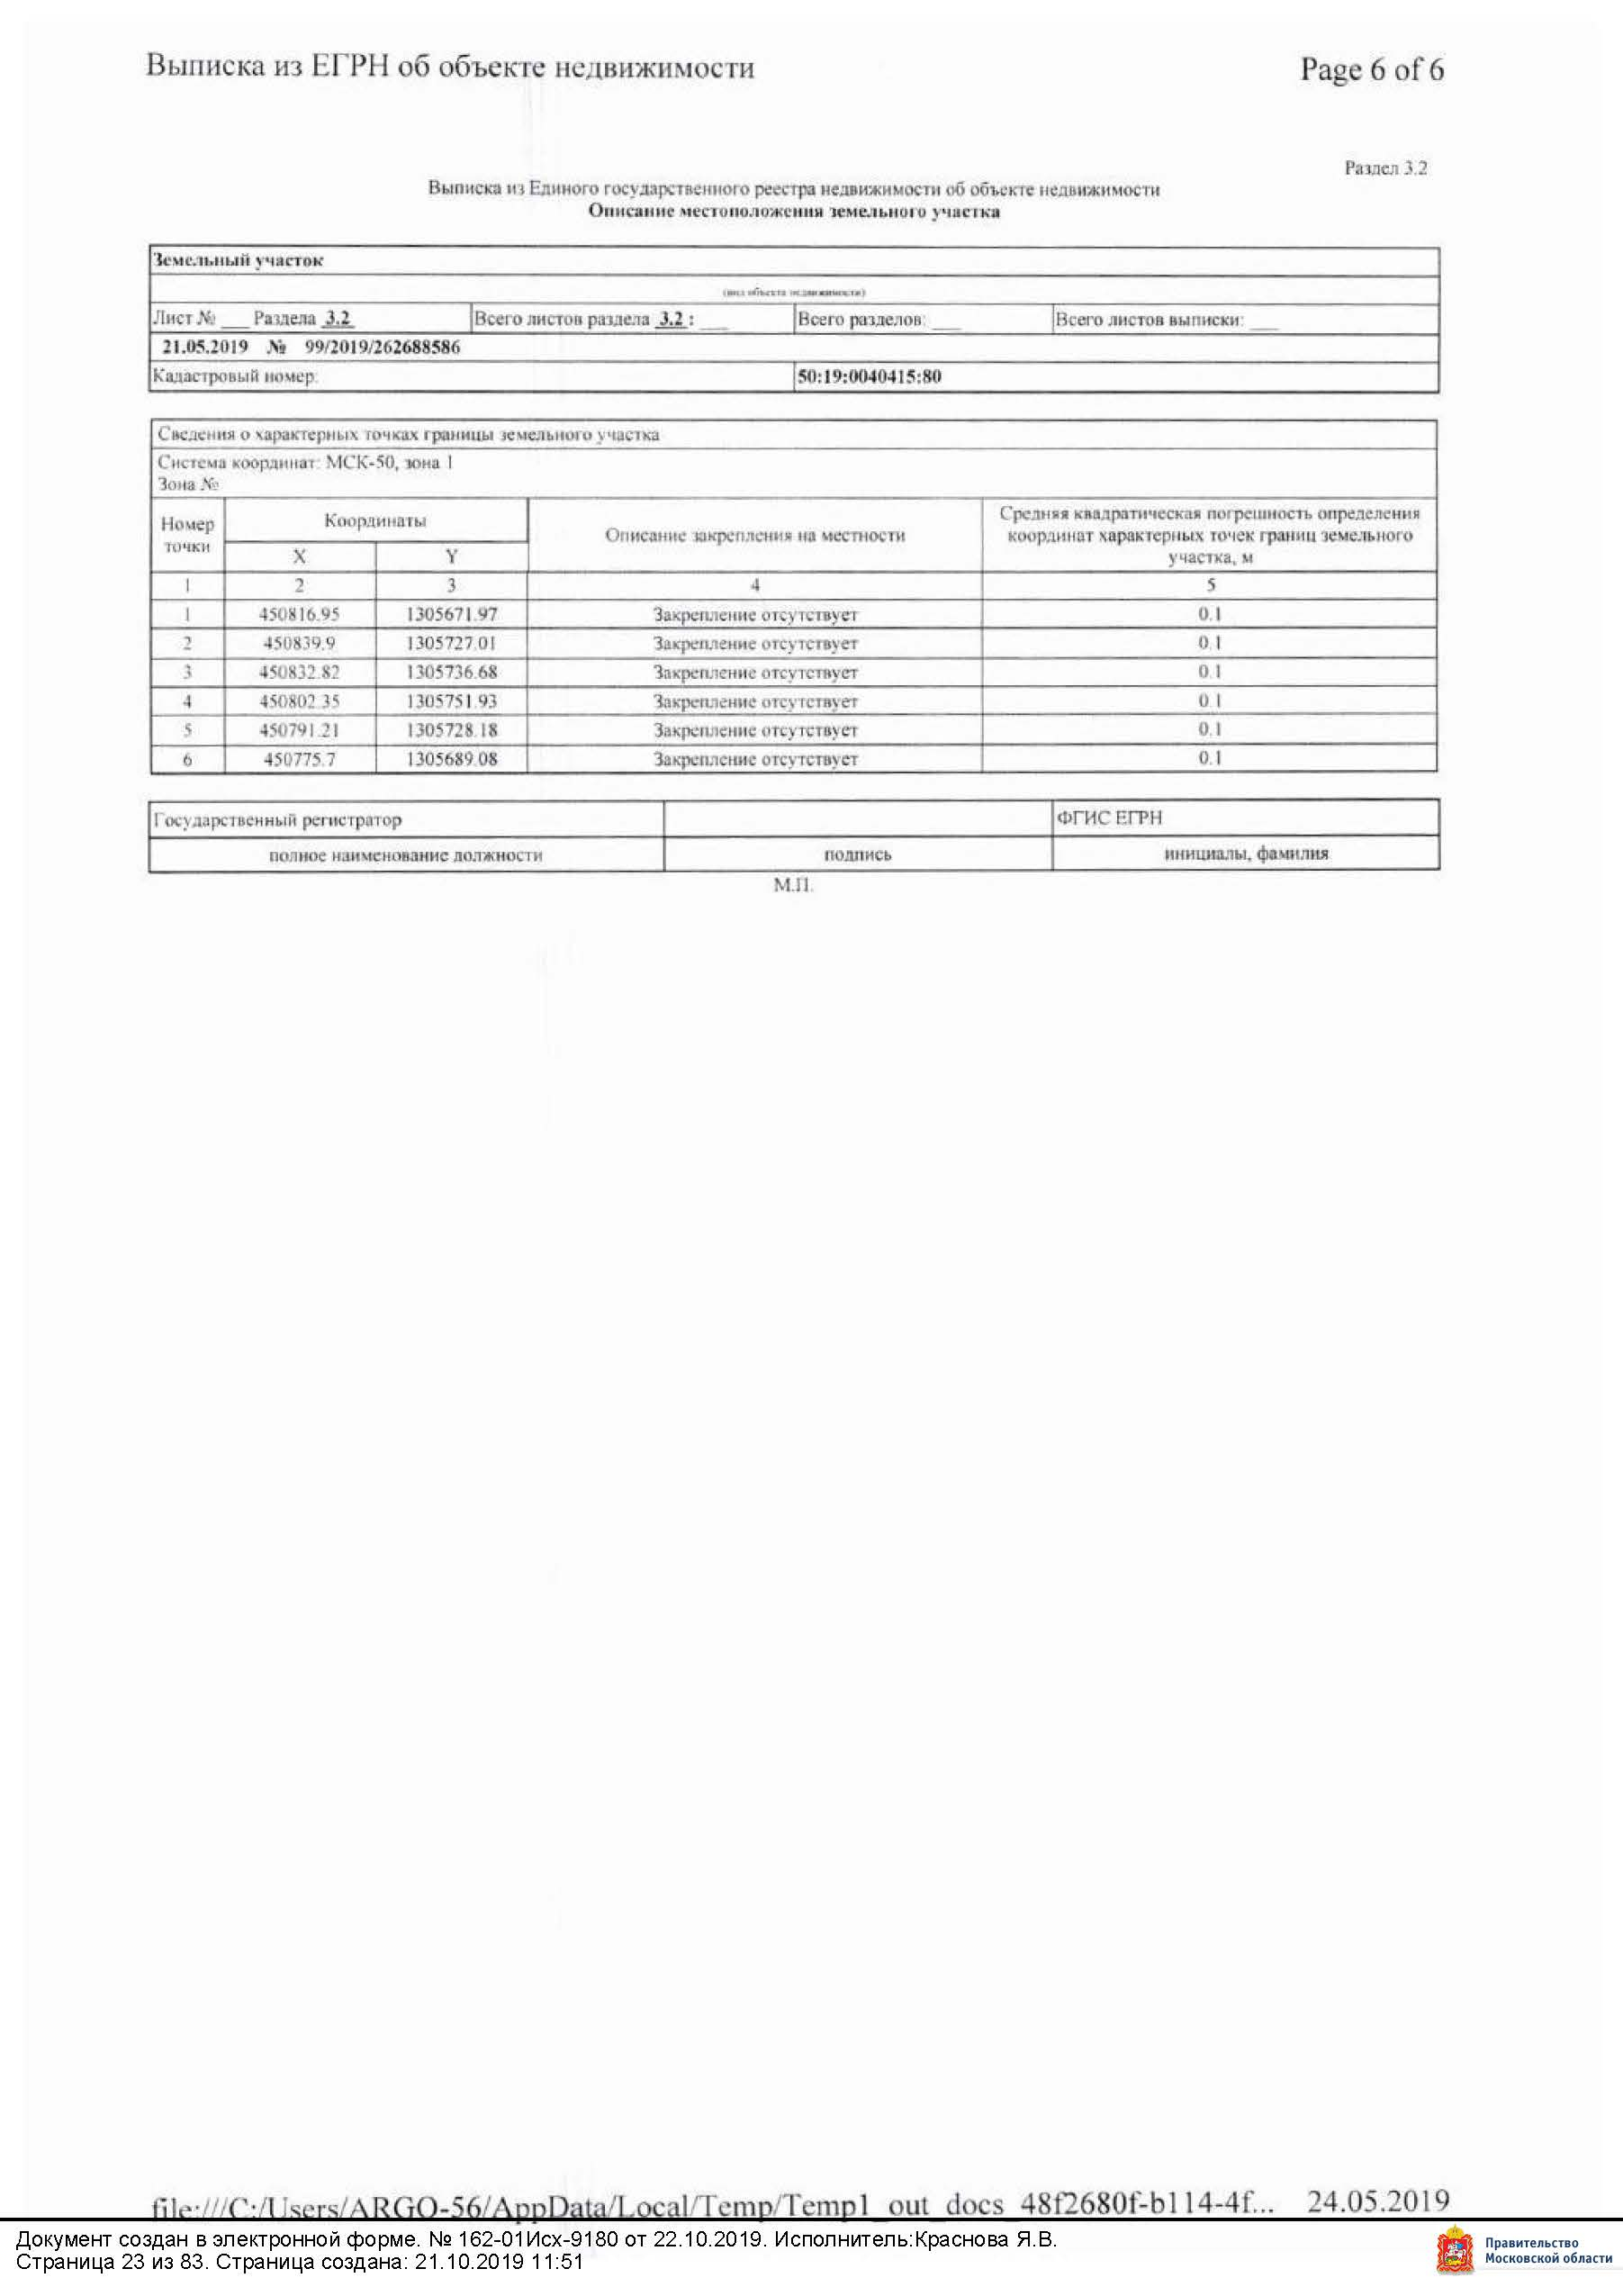 Выписка из ЕГРН об объекте недвижимости Page 6 of 6
Раздел 3.2
Выписка из Единого государственного реестра недвижимости об объекте недвижимости
Описание местоположения земельного участка
Земельный участок
(вид объекта недвижимости)
Лист № ___ Раздела 3.2 Всего листов раздела 3.2 : ___ Всего разделов: ___ Всего листов выписки: ___
21.05.2019 № 99/2019/262688586
Кадастровый номер: 50:19:0040415:80
Сведения о характерных точках границы земельного участка
Система координат: МСК-50, зона 1
Зона №
Номер точки Координаты Описание закрепления на местности Средняя квадратическая погрешность определения координат характерных точек границ земельного участка, м
X Y
1 2 3 4 5
1 450816.95 1305671.97 Закрепление отсутствует 0.1
2 450839.9 1305727.01 Закрепление отсутствует 0.1
3 450832.82 1305736.68 Закрепление отсутствует 0.1
4 450802.35 1305751.93 Закрепление отсутствует 0.1
5 450791.21 1305728.18 Закрепление отсутствует 0.1
6 450775.7 1305689.08 Закрепление отсутствует 0.1
Государственный регистратор ФГИС ЕГРН
полное наименование должности подпись инициалы, фамилия
М.П.
file:///C:/Users/ARGO-56/AppData/Local/Temp/Temp1_out_docs_48f2680f-b114-4f... 24.05.2019
Документ создан в электронной форме. № 162-01Исх-9180 от 22.10.2019. Исполнитель:Краснова Я.В.
Страница 23 из 83. Страница создана: 21.10.2019 11:51
Правительство
Московской области